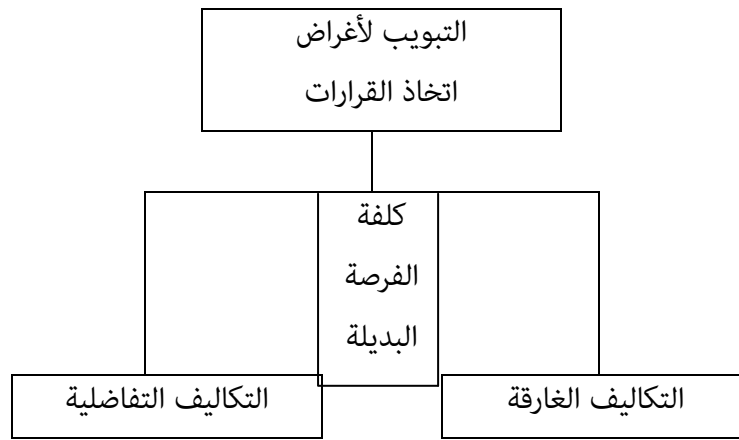 التبويب لأغراض
اتخاذ القرارات
كلفة
الفرصة
البديلة
التكاليف الغارقة
التكاليف التفاضلية